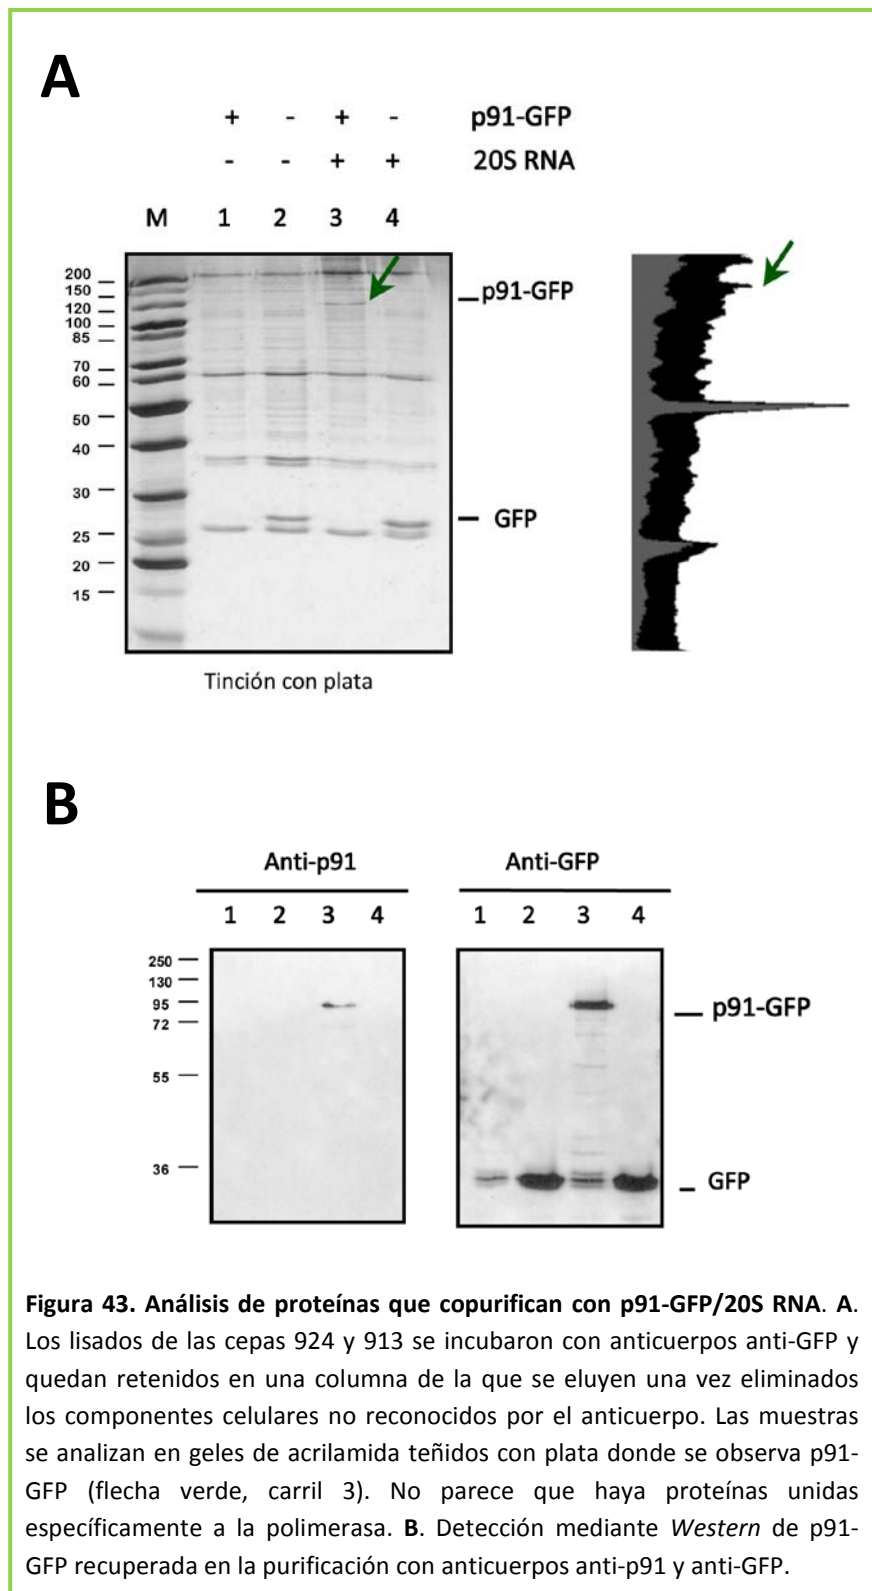 A
+ - + - p91-GFP
- - + + 20S RNA
M 1 2 3 4
200
150
120
100
85
70
60
50
40
30
25
20
15
p91-GFP
GFP
Tinción con plata
B
Anti-p91 Anti-GFP
1 2 3 4 1 2 3 4
250
130
95
72
55
36
p91-GFP
GFP
Figura 43. Análisis de proteínas que copurifican con p91-GFP/20S RNA. A.
Los lisados de las cepas 924 y 913 se incubaron con anticuerpos anti-GFP y
quedan retenidos en una columna de la que se eluyen una vez eliminados
los componentes celulares no reconocidos por el anticuerpo. Las muestras
se analizan en geles de acrilamida teñidos con plata donde se observa p91-
GFP (flecha verde, carril 3). No parece que haya proteínas unidas
específicamente a la polimerasa. B. Detección mediante Western de p91-
GFP recuperada en la purificación con anticuerpos anti-p91 y anti-GFP.